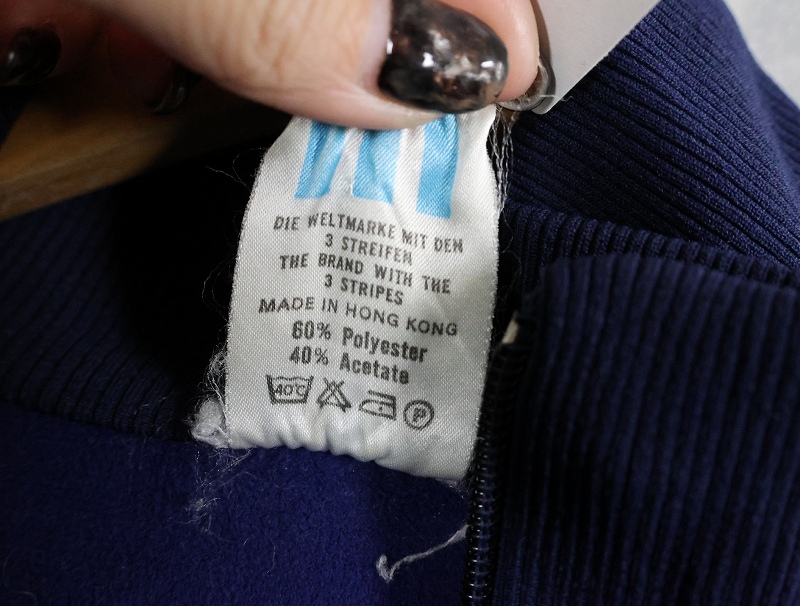 DIE WELTMARKE MIT DEN
3 STREIFEN
THE BRAND WITH THE
3 STRIPES
MADE IN HONG KONG
60% Polyester
40% Acetate
40°C P